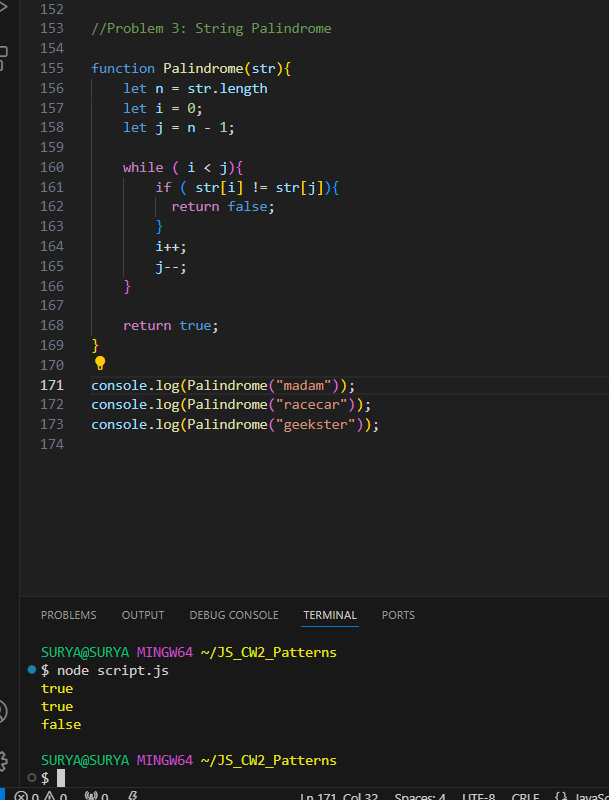 152
153 //Problem 3: String Palindrome
154
155 function Palindrome(str){
156 let n = str.length
157 let i = 0;
158 let j = n - 1;
159
160 while ( i < j){
161 if ( str[i] != str[j]){
162 return false;
163 }
164 i++;
165 j--;
166 }
167
168 return true;
169 }
170
171 console.log(Palindrome("madam"));
172 console.log(Palindrome("racecar"));
173 console.log(Palindrome("geekster"));
174
PROBLEMS OUTPUT DEBUG CONSOLE TERMINAL PORTS
SURYA@SURYA MINGW64 ~/JS_CW2_Patterns
$ node script.js
true
true
false
SURYA@SURYA MINGW64 ~/JS_CW2_Patterns
$
0 0 0 Ln 171, Col 32 Spaces: 4 UTF-8 CRLF {} JavaSc